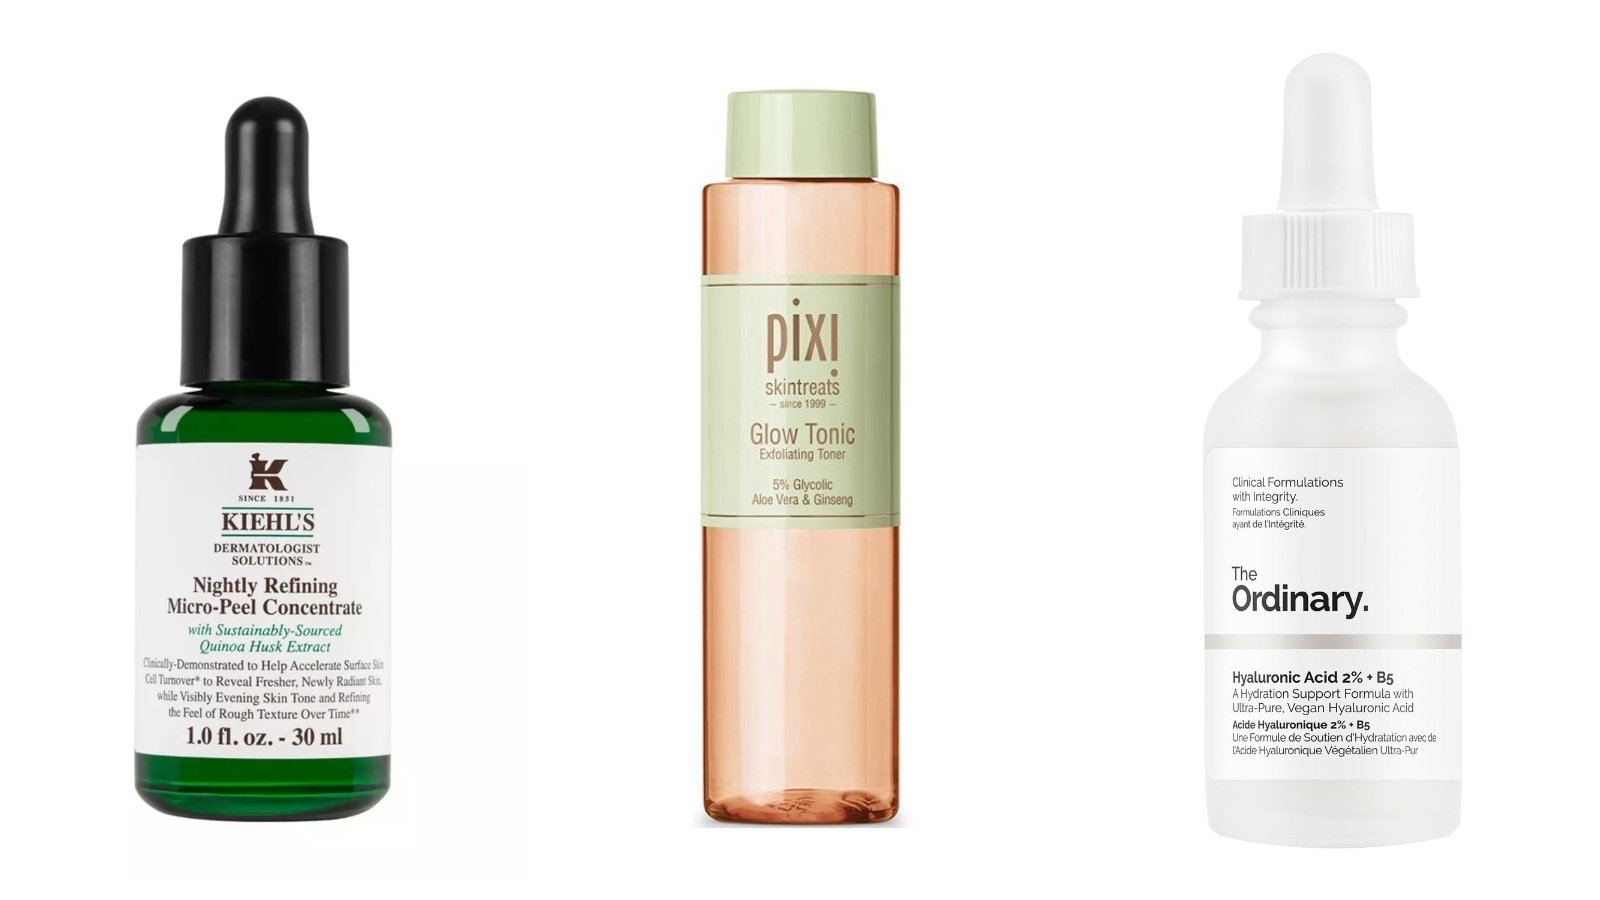 K
SINCE 1851
KIEHL'S
DERMATOLOGIST
SOLUTIONS™
Nightly Refining
Micro-Peel Concentrate
with Sustainably-Sourced
Quinoa Husk Extract
Clinically-Demonstrated to Help Accelerate Surface Skin
Cell Turnover* to Reveal Fresher, Newly Radiant Skin,
while Visibly Evening Skin Tone and Refining
the Feel of Rough Texture Over Time**
1.0 fl. oz. - 30 ml
pixi
skintreats
– since 1999 –
Glow Tonic
Exfoliating Toner
5% Glycolic
Aloe Vera & Ginseng
Clinical Formulations
with Integrity.
Formulations Cliniques
ayant de l'Intégrité.
The
Ordinary.
Hyaluronic Acid 2% + B5
A Hydration Support Formula with
Ultra-Pure, Vegan Hyaluronic Acid
Acide Hyaluronique 2% + B5
Une Formule de Soutien d'Hydratation avec de
l'Acide Hyaluronique Végétalien Ultra-Pur